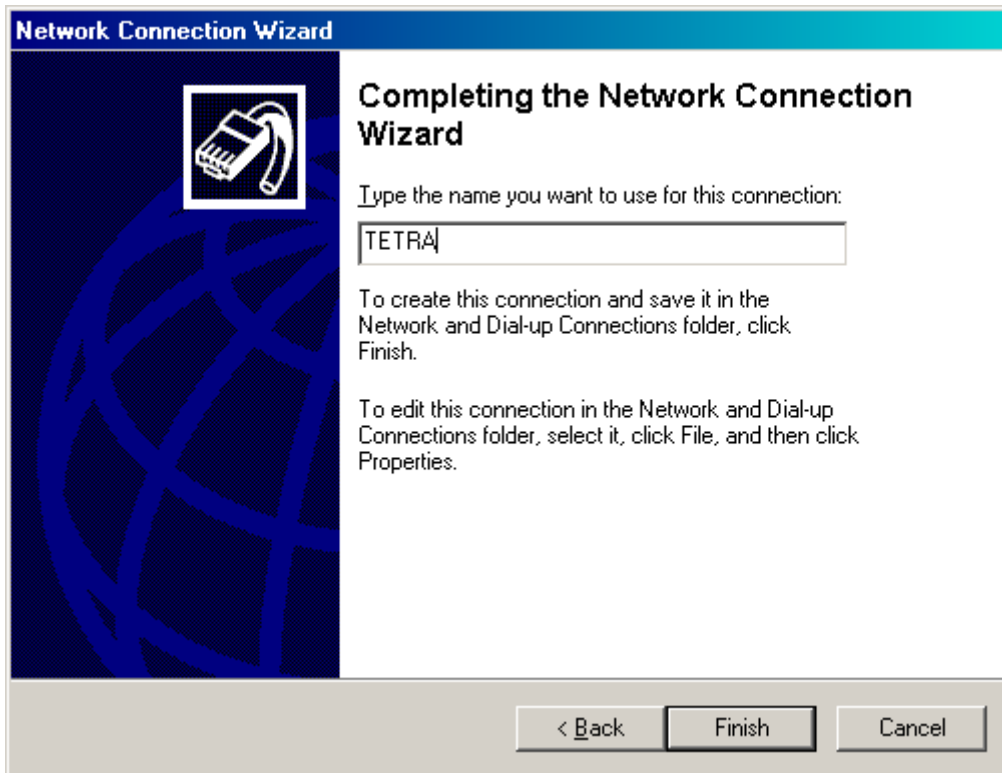 Network Connection Wizard
Completing the Network Connection
Wizard
Type the name you want to use for this connection:
TETRA
To create this connection and save it in the
Network and Dial-up Connections folder, click
Finish.
To edit this connection in the Network and Dial-up
Connections folder, select it, click File, and then click
Properties.
< Back Finish Cancel